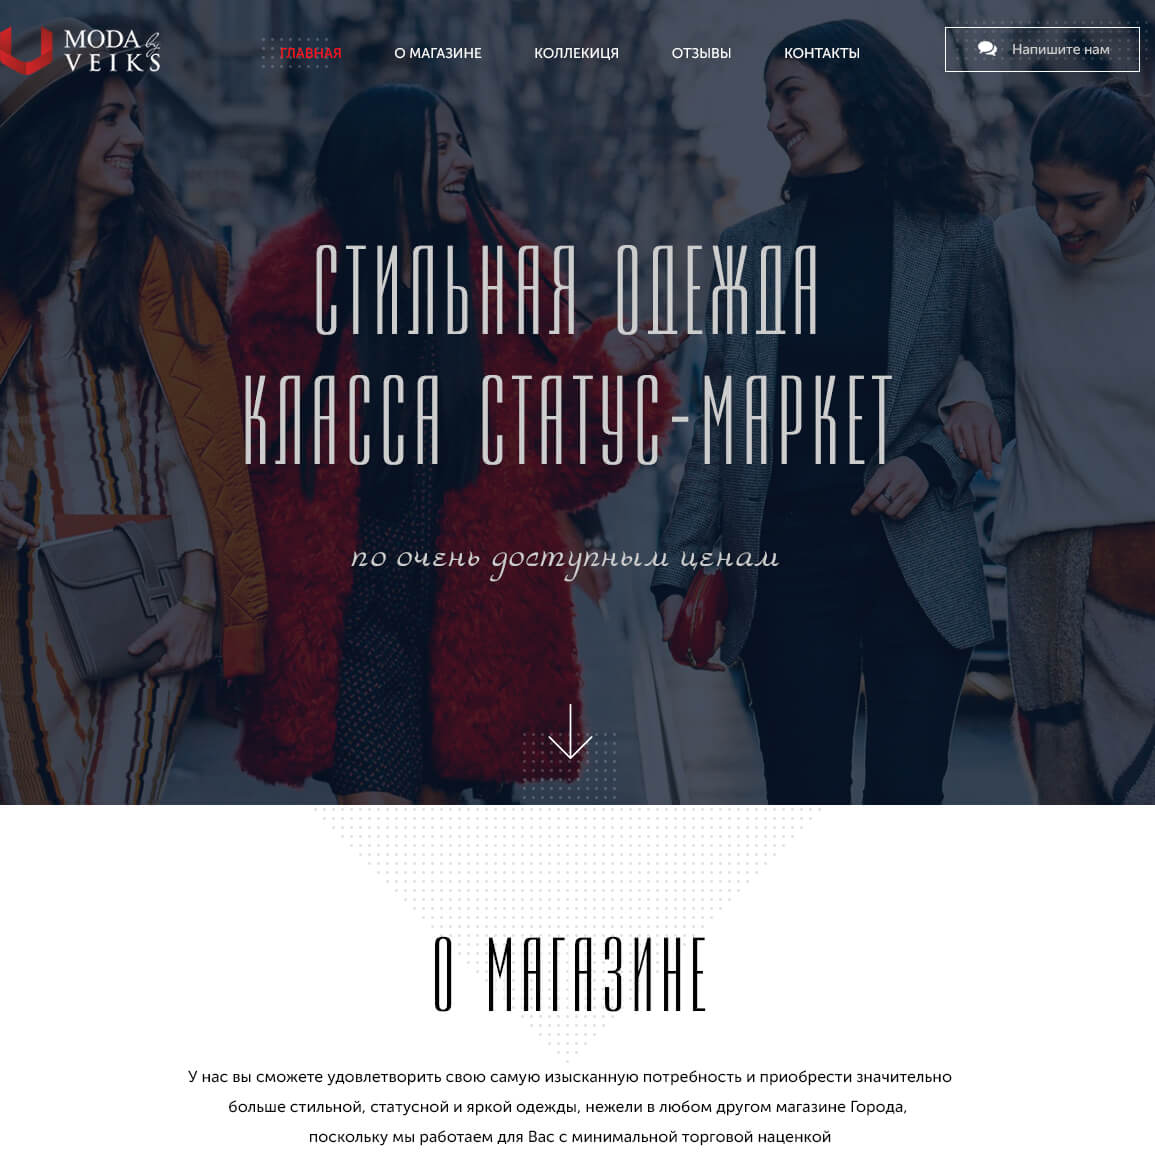 MODA by
VEIKS
ГЛАВНАЯ
О МАГАЗИНЕ
КОЛЛЕКИЦЯ
ОТЗЫВЫ
КОНТАКТЫ
Напишите нам
СТИЛЬНАЯ ОДЕЖДА
КЛАССА СТАТУС-МАРКЕТ
по очень доступным ценам
О МАГАЗИНЕ
У нас вы сможете удовлетворить свою самую изысканную потребность и приобрести значительно
больше стильной, статусной и яркой одежды, нежели в любом другом магазине Города,
поскольку мы работаем для Вас с минимальной торговой наценкой